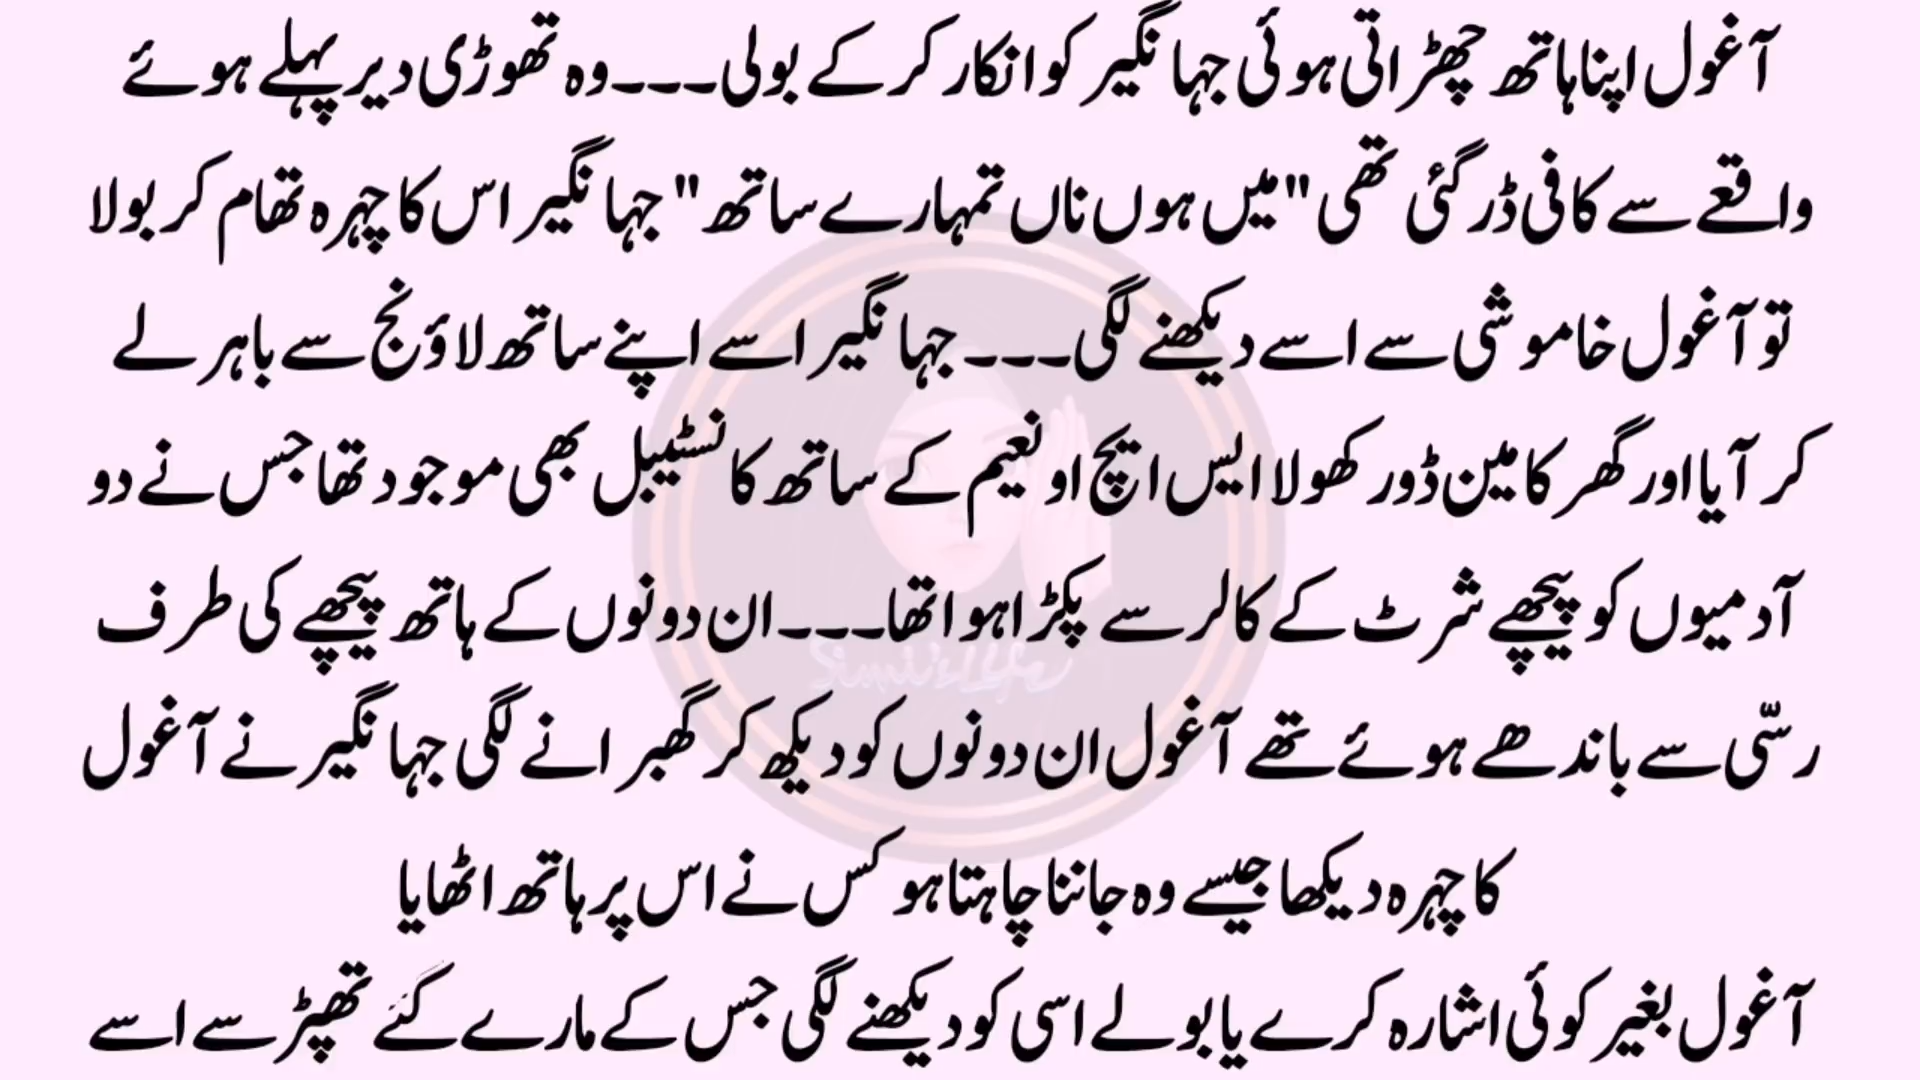 آغول اپنا ہاتھ چھڑاتی ہوئی جہانگیر کو انکار کر کے بولی۔۔۔وہ تھوڑی دیر پہلے ہوئے
واقعے سے کافی ڈر گئی تھی "میں ہوں ناں تمہارے ساتھ" جہانگیر اس کا چہرہ تھام کر بولا
تو آغول خاموشی سے اسے دیکھنے لگی۔۔۔ جہانگیر اسے اپنے ساتھ لاؤنج سے باہر لے
کر آیا اور گھر کا مین ڈور کھولا ایس ایچ او نعیم کے ساتھ کانسٹیبل بھی موجود تھا جس نے دو
آدمیوں کو پیچھے شرٹ کے کالر سے پکڑا ہوا تھا۔۔۔ان دونوں کے ہاتھ پیچھے کی طرف
رسّی سے باندھے ہوئے تھے آغول ان دونوں کو دیکھ کر گھبرانے لگی جہانگیر نے آغول
کا چہرہ دیکھا جیسے وہ جاننا چاہتا ہو کس نے اس پر ہاتھ اٹھایا
آغول بغیر کوئی اشارہ کرے یا بولے اسی کو دیکھنے لگی جس کے مارے گئے تھپڑ سے اسے